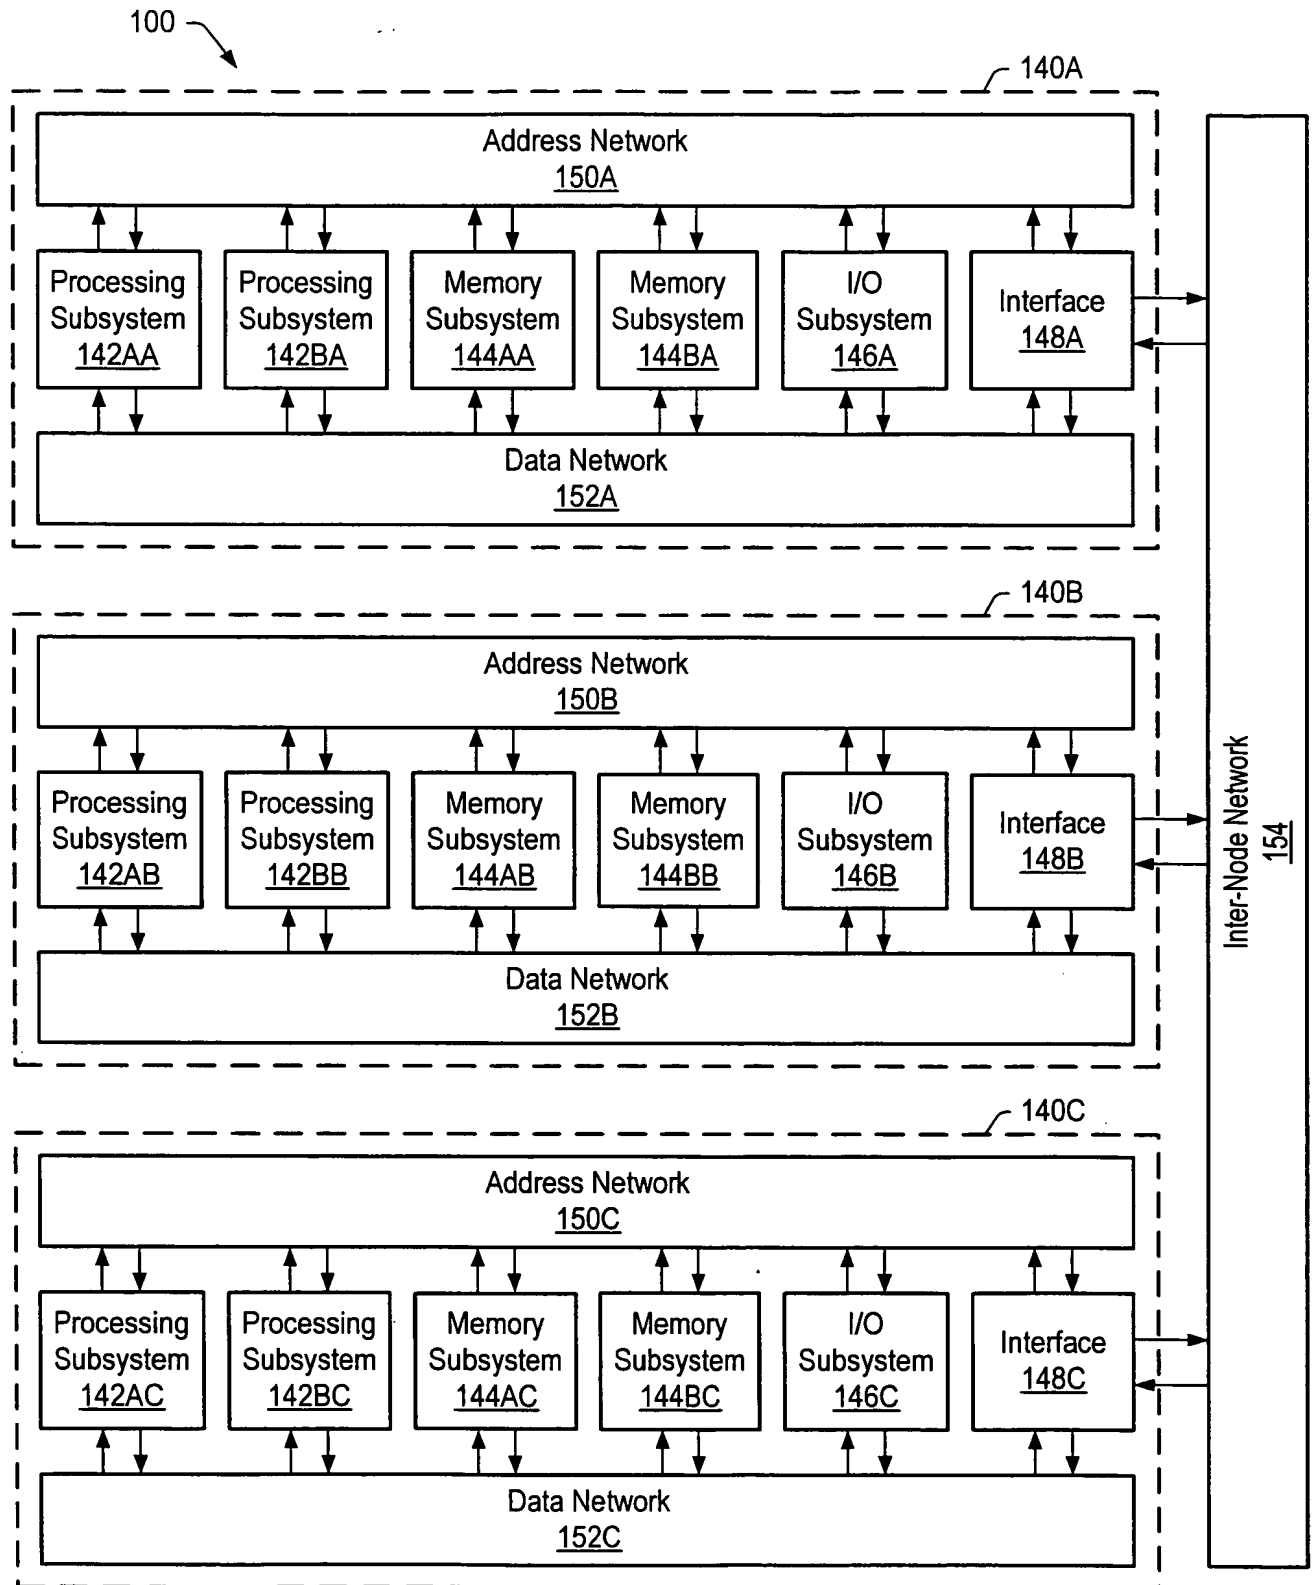 100
140A
Address Network
150A
Processing
Subsystem
142AA
Processing
Subsystem
142BA
Memory
Subsystem
144AA
Memory
Subsystem
144BA
I/O
Subsystem
146A
Interface
148A
Data Network
152A
140B
Address Network
150B
Processing
Subsystem
142AB
Processing
Subsystem
142BB
Memory
Subsystem
144AB
Memory
Subsystem
144BB
I/O
Subsystem
146B
Interface
148B
Data Network
152B
140C
Address Network
150C
Processing
Subsystem
142AC
Processing
Subsystem
142BC
Memory
Subsystem
144AC
Memory
Subsystem
144BC
I/O
Subsystem
146C
Interface
148C
Data Network
152C
Inter-Node Network
154